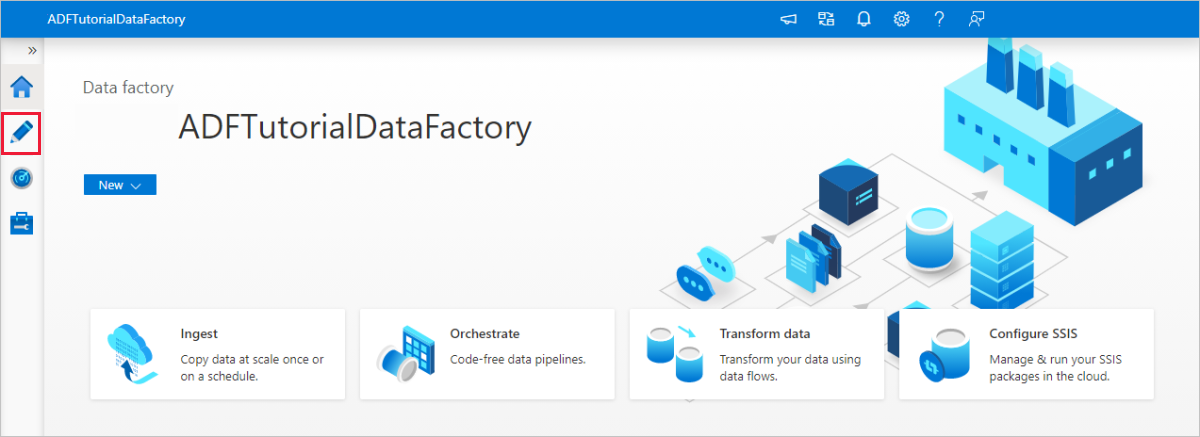 ADFTutorialDataFactory
Data factory
ADFTutorialDataFactory
New
Ingest
Copy data at scale once or
on a schedule.
Orchestrate
Code-free data pipelines.
Transform data
Transform your data using
data flows.
Configure SSIS
Manage & run your SSIS
packages in the cloud.